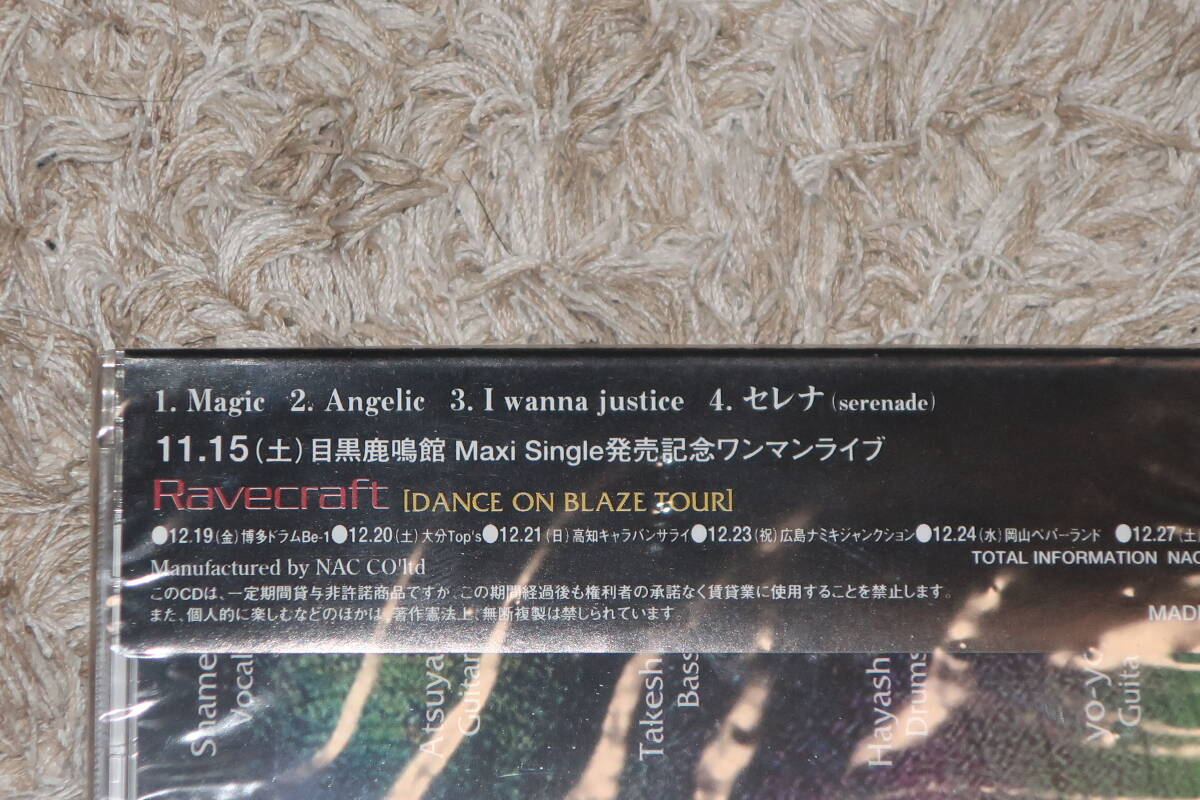 1. Magic 2. Angelic 3. I wanna justice 4. セレナ(serenade)
11.15(土)目黒鹿鳴館 Maxi Single発売記念ワンマンライブ
Ravecraft [DANCE ON BLAZE TOUR]
●12.19(金)博多ドラムBe-1●12.20(土)大分Top's●12.21(日)高知キャラバンサライ●12.23(祝)広島ナミキジャンクション●12.24(水)岡山ペパーランド ●12.27(土)
Manufactured by NAC CO'ltd
TOTAL INFORMATION NAC
このCDは、一定期間貸与非許諾商品ですが、この期間経過後も権利者の承諾なく賃貸業に使用することを禁止します。
また、個人的に楽しむなどのほかは、著作憲法上、無断複製は禁じられています。
Shame
Vocal
Atsuya
Guitar
Takesh
Bass
Hayash
Drums
yo-yo
Guita